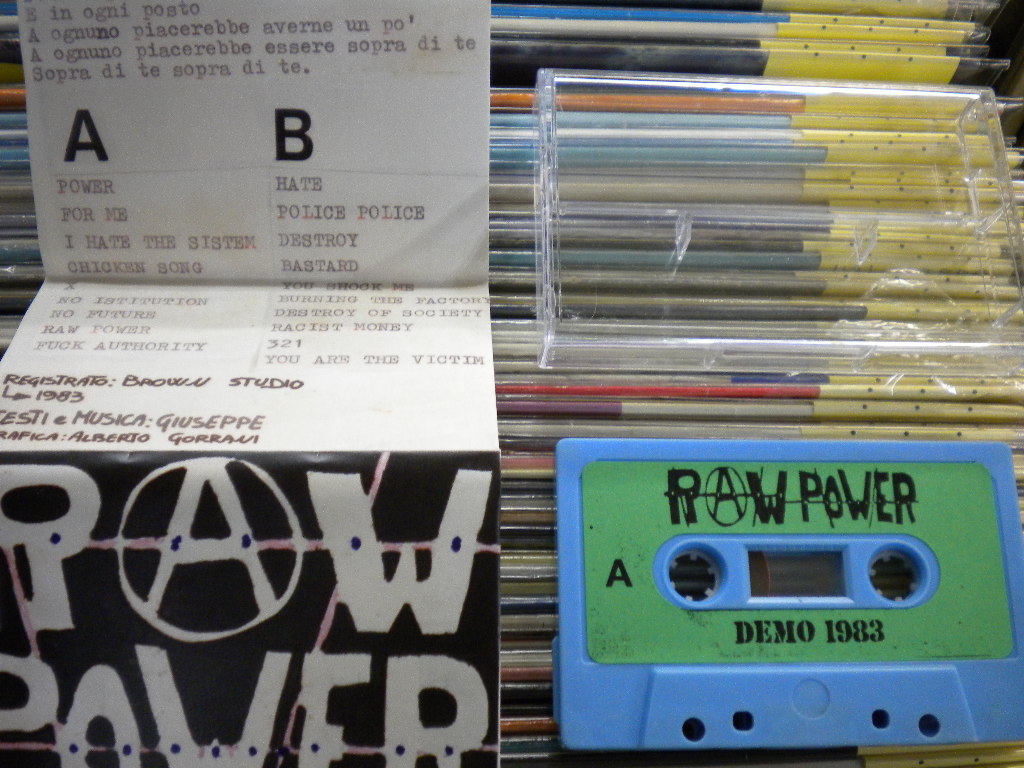 E in ogni posto
A ognuno piacerebbe averne un po'
A ognuno piacerebbe essere sopra di te
Sopra di te sopra di te.
A
POWER
FOR ME
I HATE THE SISTEM
CHICKEN SONG
X
NO ISTITUTION
NO FUTURE
RAW POWER
FUCK AUTHORITY
B
HATE
POLICE POLICE
DESTROY
BASTARD
YOU SHOCK ME
BURNING THE FACTORY
DESTROY OF SOCIETY
RACIST MONEY
321
YOU ARE THE VICTIM
REGISTRATO: BROWN STUDIO
1983
TESTI e MUSICA: GIUSEPPE
GRAFICA: ALBERTO GORRANI
RAW
POWER
RAW POWER
A
DEMO 1983